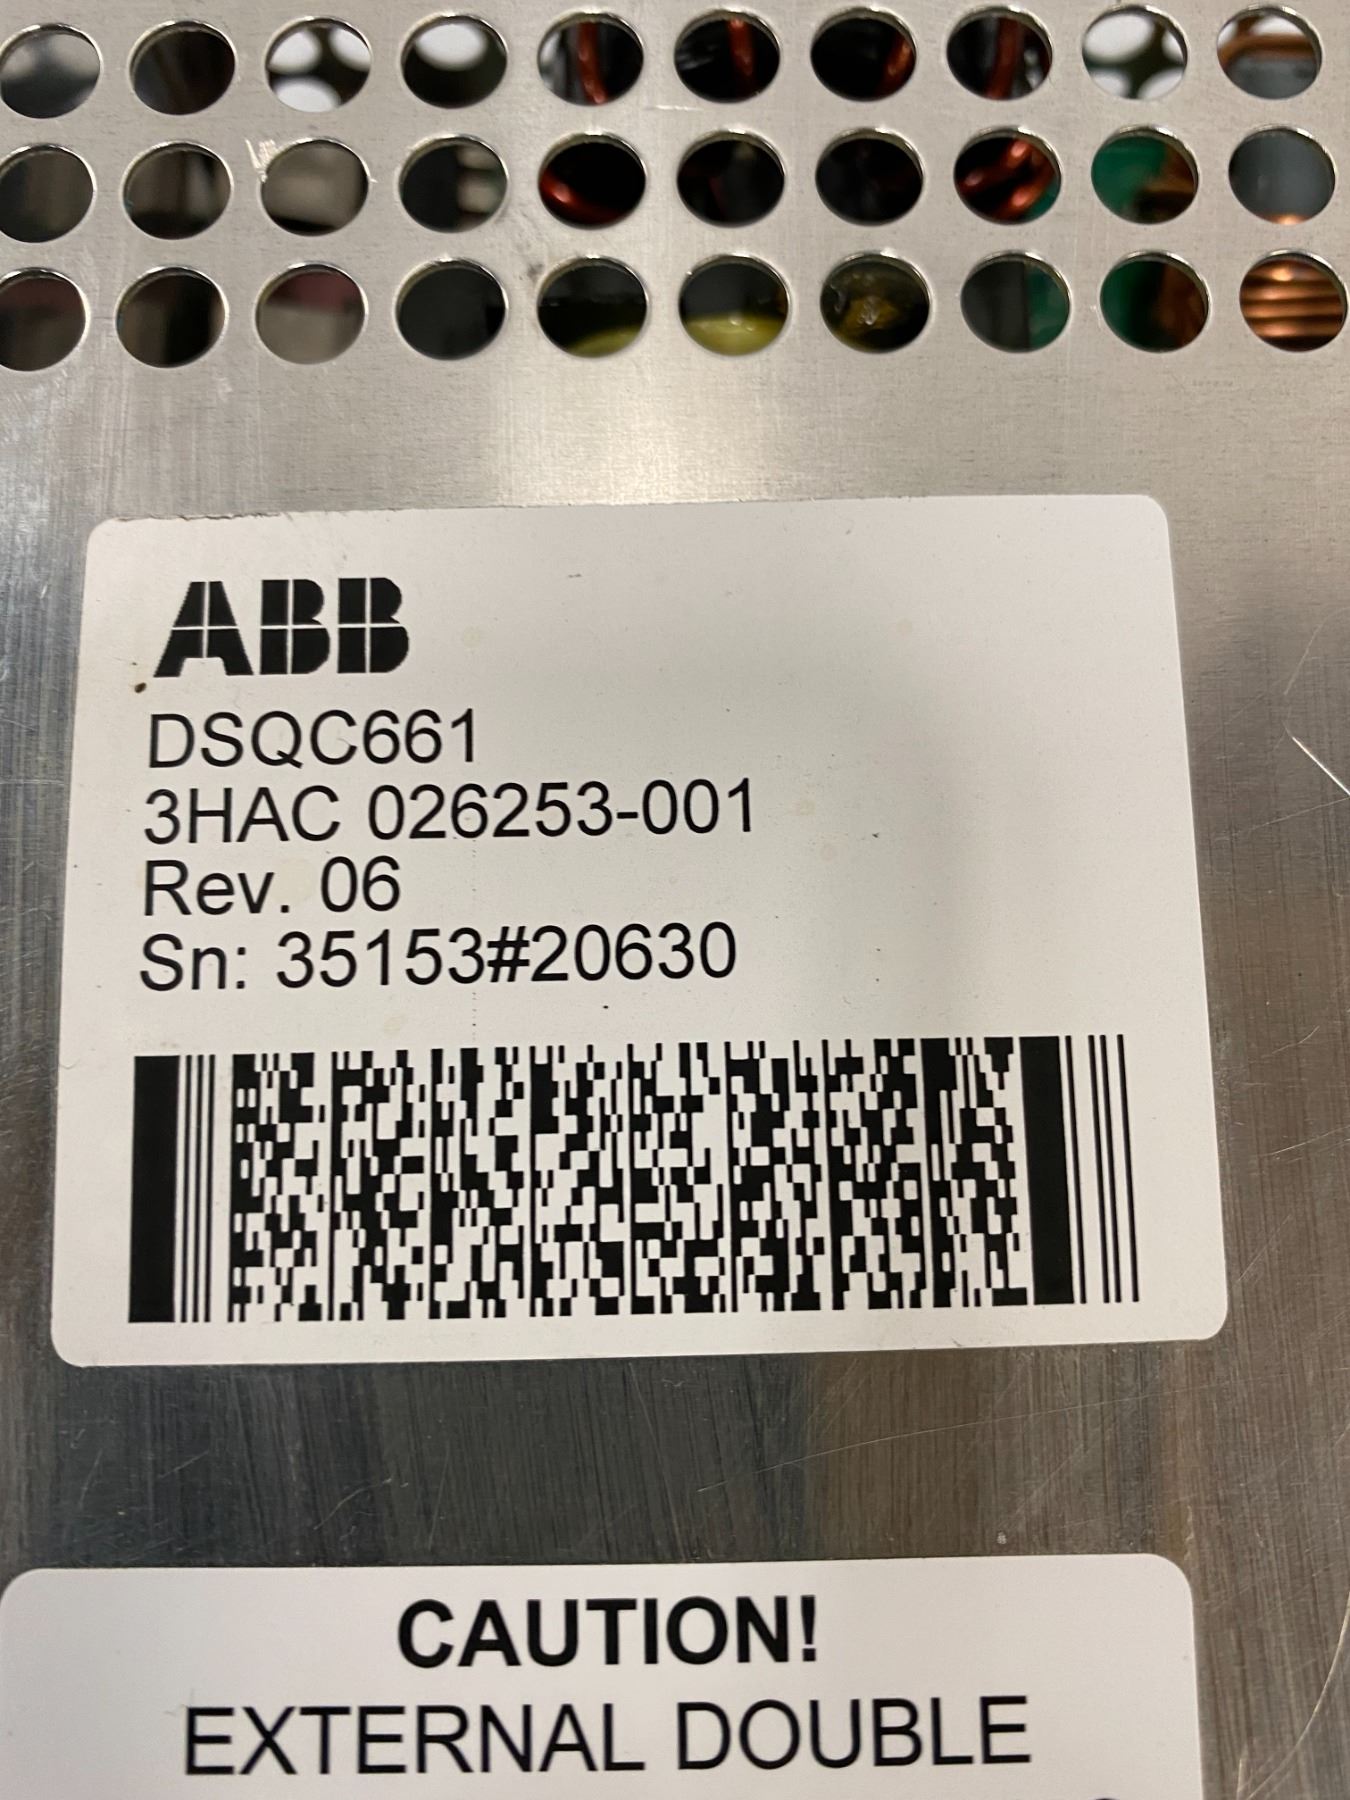 ABB
DSQC661
3HAC 026253-001
Rev. 06
Sn: 35153#20630
CAUTION!
EXTERNAL DOUBLE